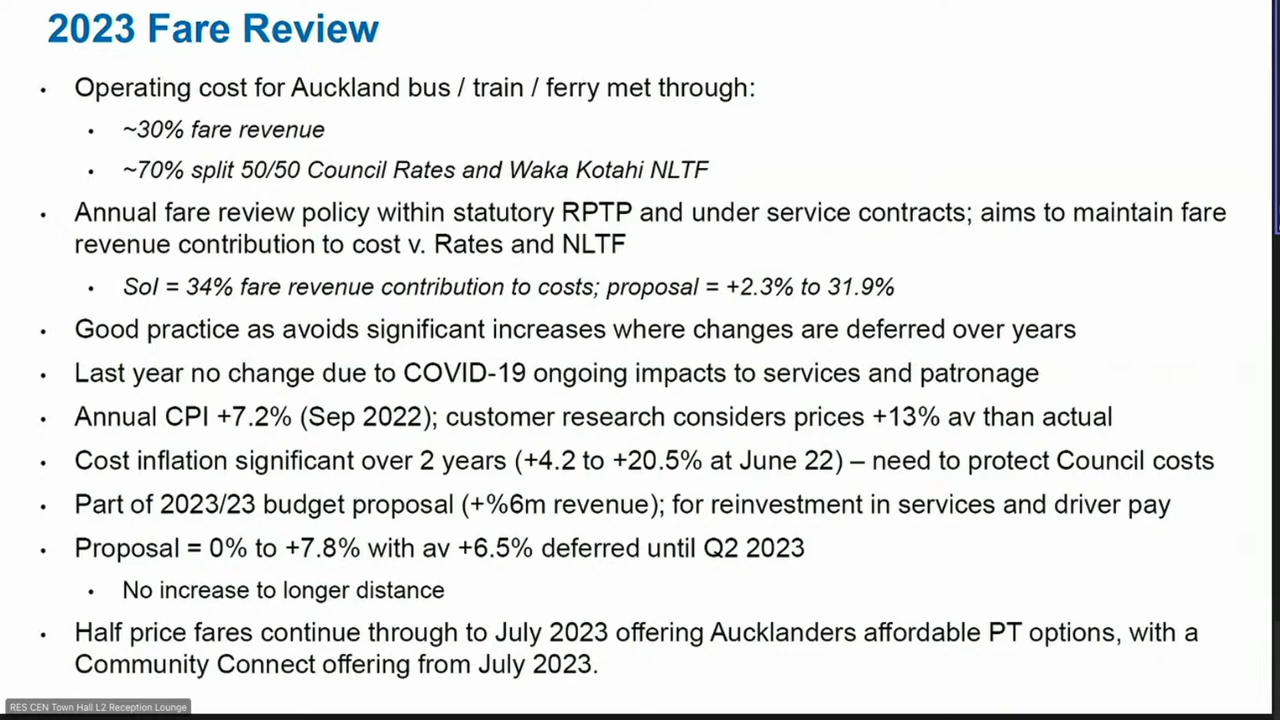 2023 Fare Review
• Operating cost for Auckland bus / train / ferry met through:
• ~30% fare revenue
• ~70% split 50/50 Council Rates and Waka Kotahi NLTF
• Annual fare review policy within statutory RPTP and under service contracts; aims to maintain fare
revenue contribution to cost v. Rates and NLTF
• SoI = 34% fare revenue contribution to costs; proposal = +2.3% to 31.9%
• Good practice as avoids significant increases where changes are deferred over years
• Last year no change due to COVID-19 ongoing impacts to services and patronage
• Annual CPI +7.2% (Sep 2022); customer research considers prices +13% av than actual
• Cost inflation significant over 2 years (+4.2 to +20.5% at June 22) – need to protect Council costs
• Part of 2023/23 budget proposal (+%6m revenue); for reinvestment in services and driver pay
• Proposal = 0% to +7.8% with av +6.5% deferred until Q2 2023
• No increase to longer distance
• Half price fares continue through to July 2023 offering Aucklanders affordable PT options, with a
Community Connect offering from July 2023.
RES CEN Town Hall L2 Reception Lounge